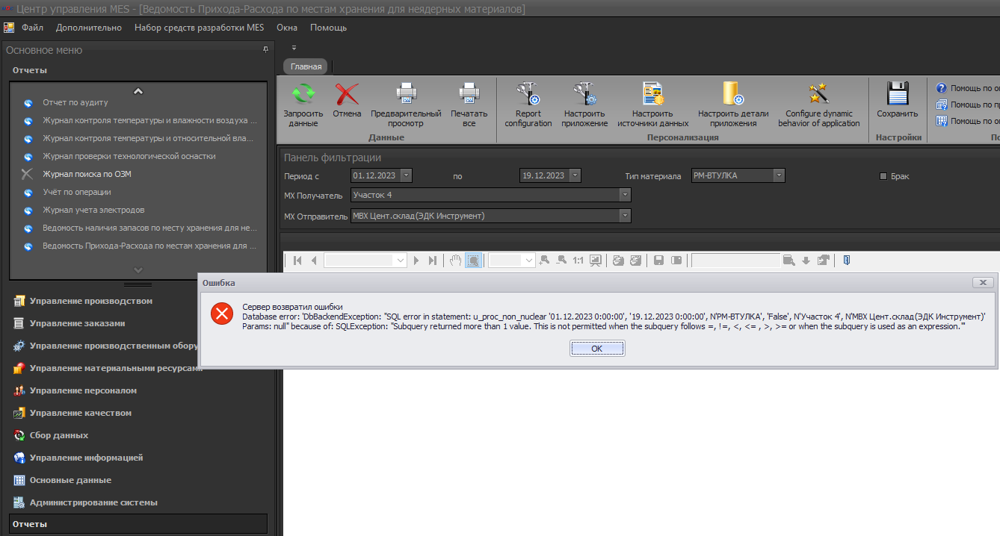 Центр управления MES - [Ведомость Прихода-Расхода по местам хранения для неядерных материалов]
Файл Дополнительно Набор средств разработки MES Окна Помощь
Основное меню
Отчеты
Отчет по аудиту
Журнал контроля температуры и влажности воздуха ...
Журнал контроля температуры и относительной вла...
Журнал проверки технологической оснастки
Журнал поиска по ОЗМ
Учёт по операции
Журнал учета электродов
Ведомость наличия запасов по месту хранения для не...
Ведомость Прихода-Расхода по местам хранения для ...
Управление производством
Управление заказами
Управление производственным обору
Управление материальными ресурсами
Управление персоналом
Управление качеством
Сбор данных
Управление информацией
Основные данные
Администрирование системы
Отчеты
Главная
Запросить данные
Отмена
Предварительный просмотр
Печатать все
Данные
Report configuration
Настроить приложение
Настроить источники данных
Настроить детали приложения
Configure dynamic behavior of application
Персонализация
Сохранить
Настройки
Помощь по о
Помощь по п
Помощь по о
По
Панель фильтрации
Период с 01.12.2023 по 19.12.2023 Тип материала РМ-ВТУЛКА Брак
МХ Получатель Участок 4
МХ Отправитель МВХ Цент.склад(ЭДК Инструмент)
1:1
Ошибка
Сервер возвратил ошибки
Database error: 'DbBackendException: "SQL error in statement: u_proc_non_nuclear '01.12.2023 0:00:00', '19.12.2023 0:00:00', N'РМ-ВТУЛКА', 'False', N'Участок 4', N'МВХ Цент.склад(ЭДК Инструмент)'
Params: null" because of: SQLException: "Subquery returned more than 1 value. This is not permitted when the subquery follows =, !=, <, <= , >, >= or when the subquery is used as an expression."'
OK